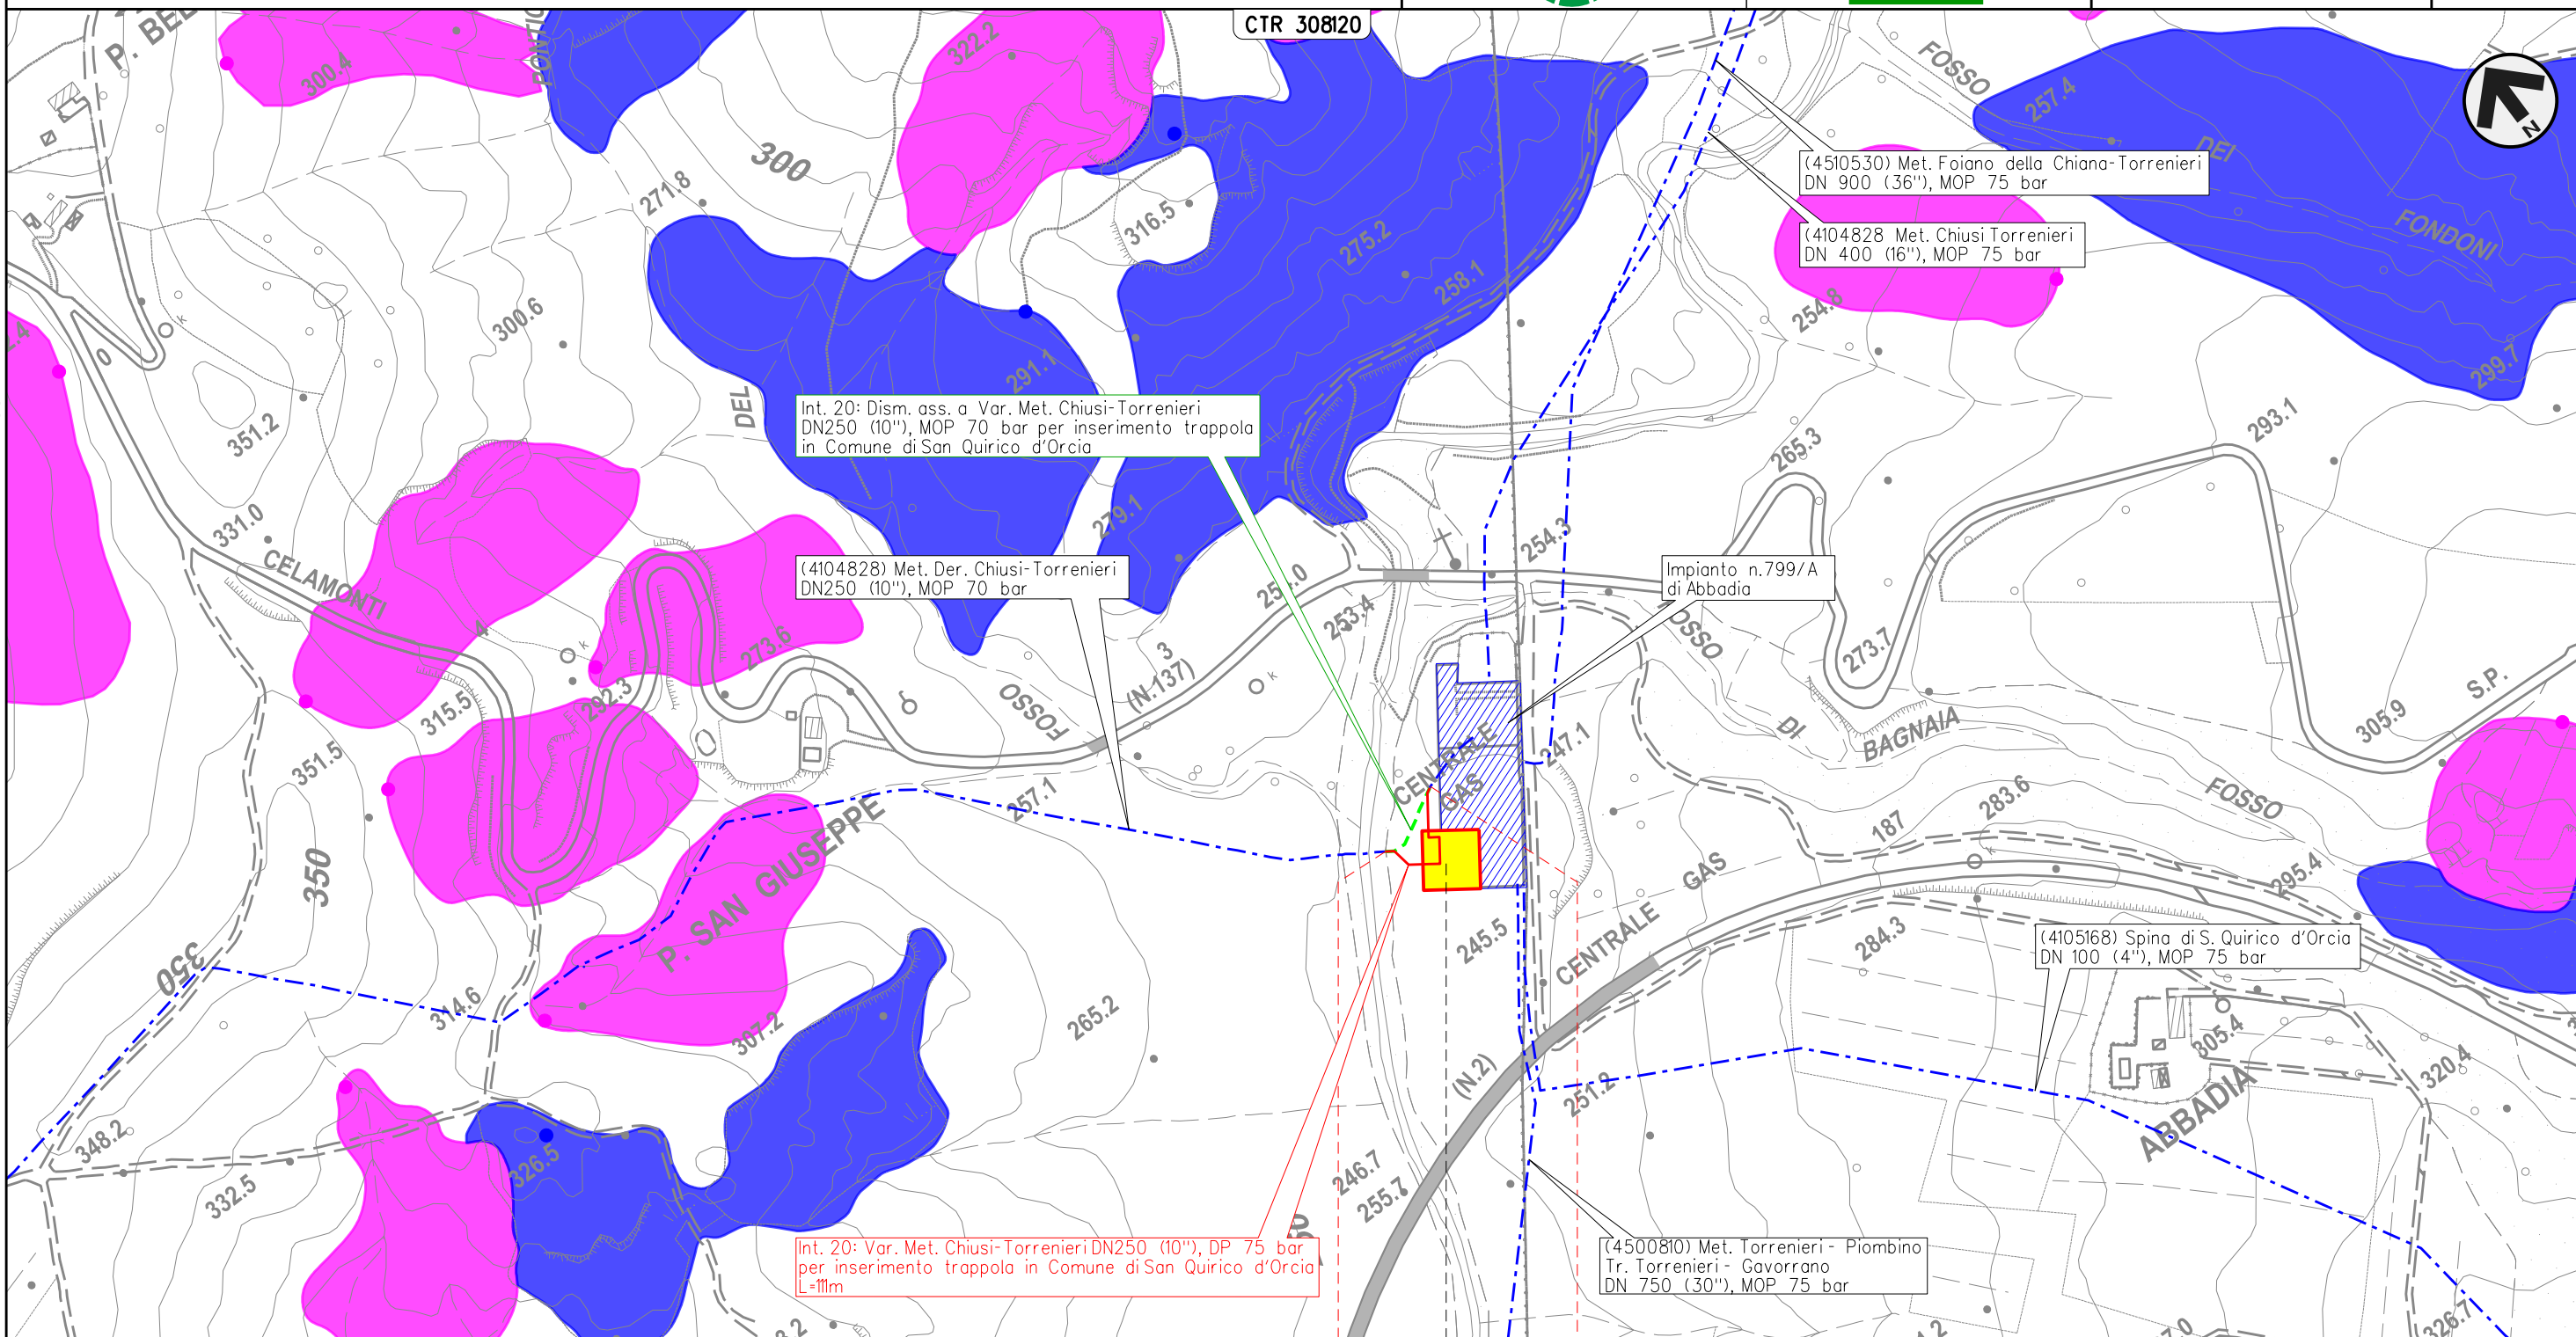 CTR 308120
P. BEL
300.4
322.2
FOSSO
257.4
DEI
FONDONI
N
(4510530) Met. Foiano della Chiana-Torrenieri
DN 900 (36"), MOP 75 bar
(4104828 Met. Chiusi Torrenieri
DN 400 (16"), MOP 75 bar
300
271.8
316.5
275.2
258.1
254.8
299.7
293.1
300.6
291.1
k
0
351.2
DEL
Int. 20: Dism. ass. a Var. Met. Chiusi-Torrenieri
DN250 (10"), MOP 70 bar per inserimento trappola
in Comune di San Quirico d'Orcia
265.3
279.1
254.3
331.0
CELAMONTI
(4104828) Met. Der. Chiusi-Torrenieri
DN250 (10"), MOP 70 bar
Impianto n.799/A
di Abbadia
253.4
4
k
273.6
3
(N.137)
k
273.7
S.P.
315.5
292.3
FOSSO
DI
BAGNAIA
305.9
351.5
CENTRALE
GAS
247.1
257.1
283.6
FOSSO
187
k
350
P. SAN GIUSEPPE
GAS
295.4
350
245.5
CENTRALE
284.3
(4105168) Spina di S. Quirico d'Orcia
DN 100 (4"), MOP 75 bar
314.6
307.2
265.2
305.4
(N.2)
251.2
320.4
ABBADIA
348.2
326.5
332.5
246.7
255.7
Int. 20: Var. Met. Chiusi-Torrenieri DN250 (10"), DP 75 bar
per inserimento trappola in Comune di San Quirico d'Orcia
L=111m
(4500810) Met. Torrenieri - Piombino
Tr. Torrenieri - Gavorrano
DN 750 (30"), MOP 75 bar
326.7